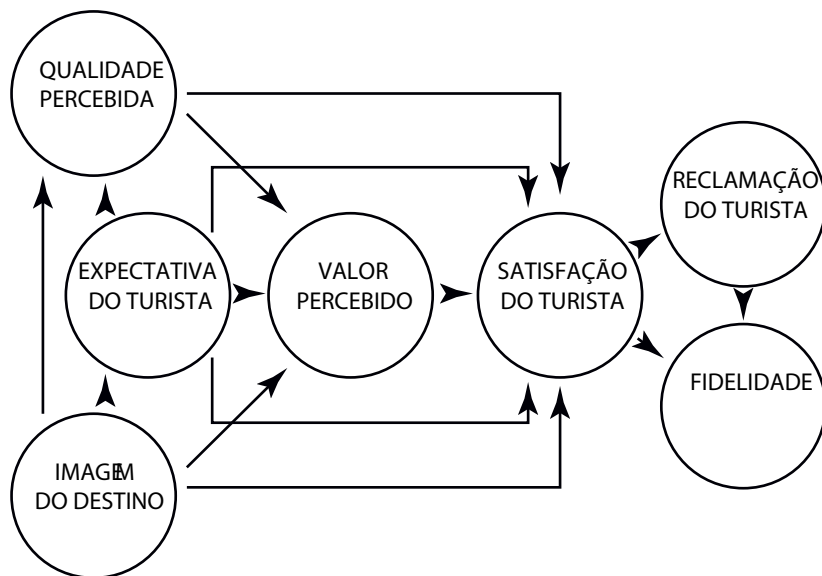 QUALIDADE
PERCEBIDA
RECLAMAÇÃO
DO TURISTA
EXPECTATIVA
DO TURISTA
VALOR
PERCEBIDO
SATISFAÇÃO
DO TURISTA
FIDELIDADE
IMAGEM
DO DESTINO